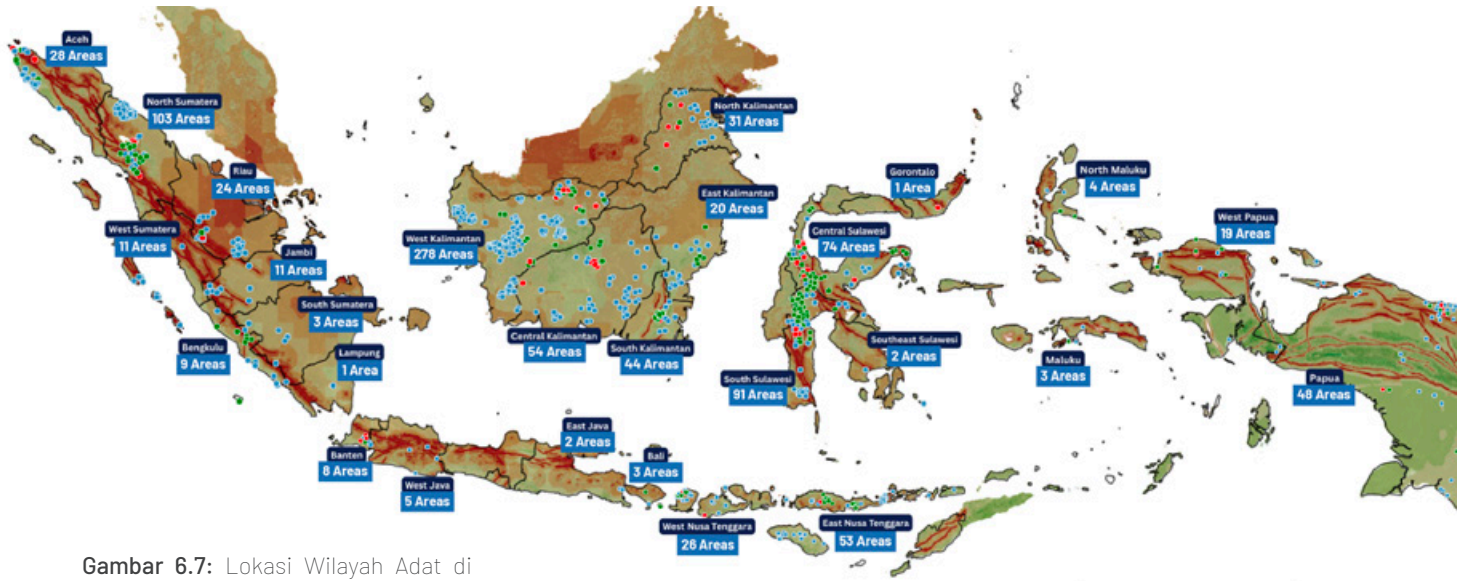 Aceh
28 Areas
North Sumatera
103 Areas
Riau
24 Areas
West Sumatera
11 Areas
Jambi
11 Areas
South Sumatera
3 Areas
Bengkulu
9 Areas
Lampung
1 Area
Banten
8 Areas
West Java
5 Areas
East Java
2 Areas
Bali
3 Areas
West Nusa Tenggara
26 Areas
East Nusa Tenggara
53 Areas
West Kalimantan
278 Areas
Central Kalimantan
54 Areas
South Kalimantan
44 Areas
East Kalimantan
20 Areas
North Kalimantan
31 Areas
Gorontalo
1 Area
Central Sulawesi
74 Areas
Southeast Sulawesi
2 Areas
South Sulawesi
91 Areas
North Maluku
4 Areas
Maluku
3 Areas
West Papua
19 Areas
Papua
48 Areas
Gambar 6.7: Lokasi Wilayah Adat di